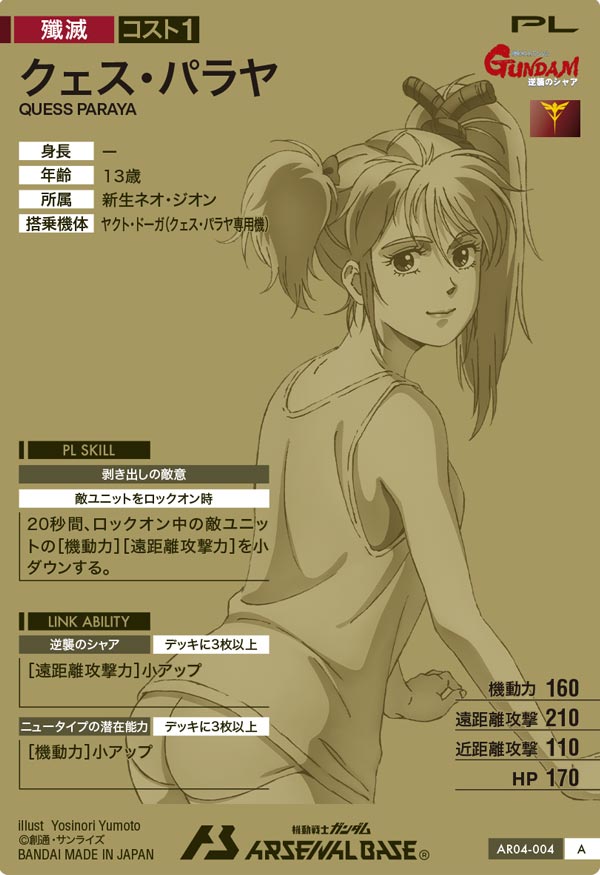 殲滅 コスト1 PL
クェス・パラヤ
QUESS PARAYA
機動戦士
GUNDAM
逆襲のシャア
身長 ー
年齢 13歳
所属 新生ネオ・ジオン
搭乗機体 ヤクト・ドーガ(クェス・パラヤ専用機)
PL SKILL
剥き出しの敵意
敵ユニットをロックオン時
20秒間、ロックオン中の敵ユニッ
トの[機動力][遠距離攻撃力]を小
ダウンする。
LINK ABILITY
逆襲のシャア デッキに3枚以上
[遠距離攻撃力]小アップ
ニュータイプの潜在能力 デッキに3枚以上
[機動力]小アップ
機動力 160
遠距離攻撃 210
近距離攻撃 110
HP 170
illust Yosinori Yumoto
©創通・サンライズ
BANDAI MADE IN JAPAN
機動戦士ガンダム
ARSENAL BASE®
AR04-004 A